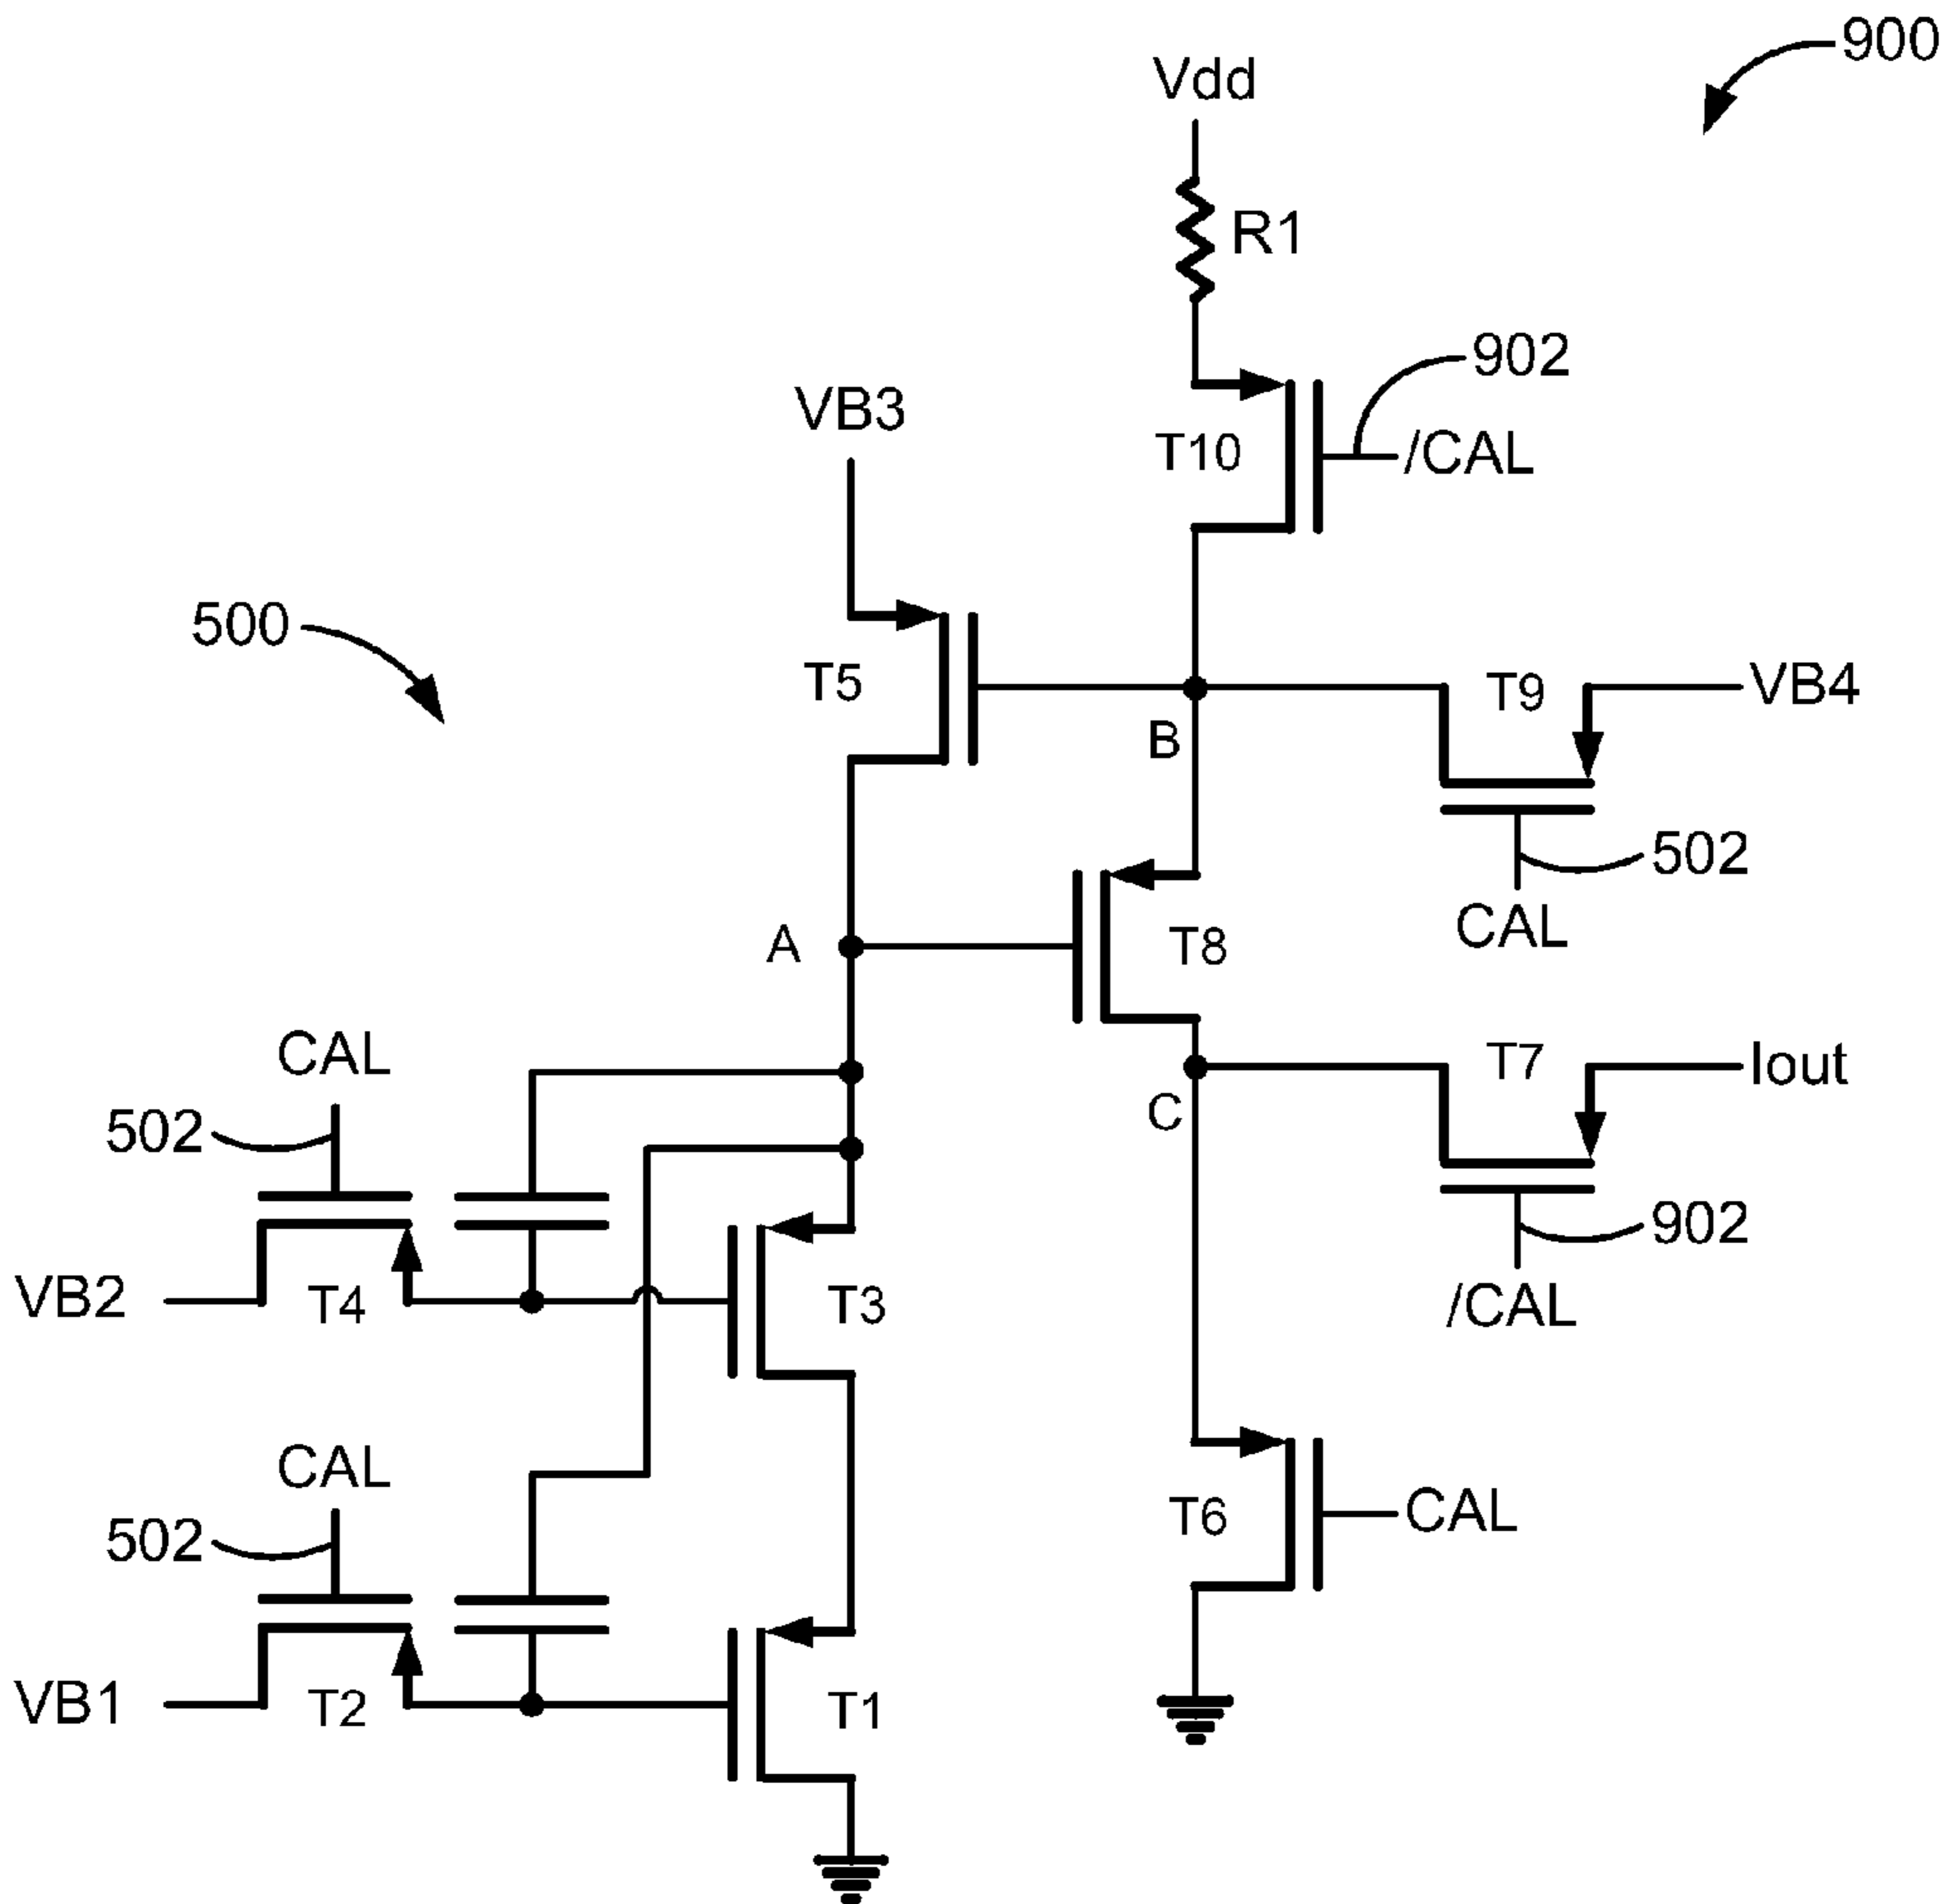 900
Vdd
R1
902
VB3
T10
/CAL
500
T5
T9
VB4
B
502
A
T8
CAL
CAL
T7
Iout
502
C
902
VB2
T4
T3
/CAL
CAL
T6
CAL
502
VB1
T2
T1